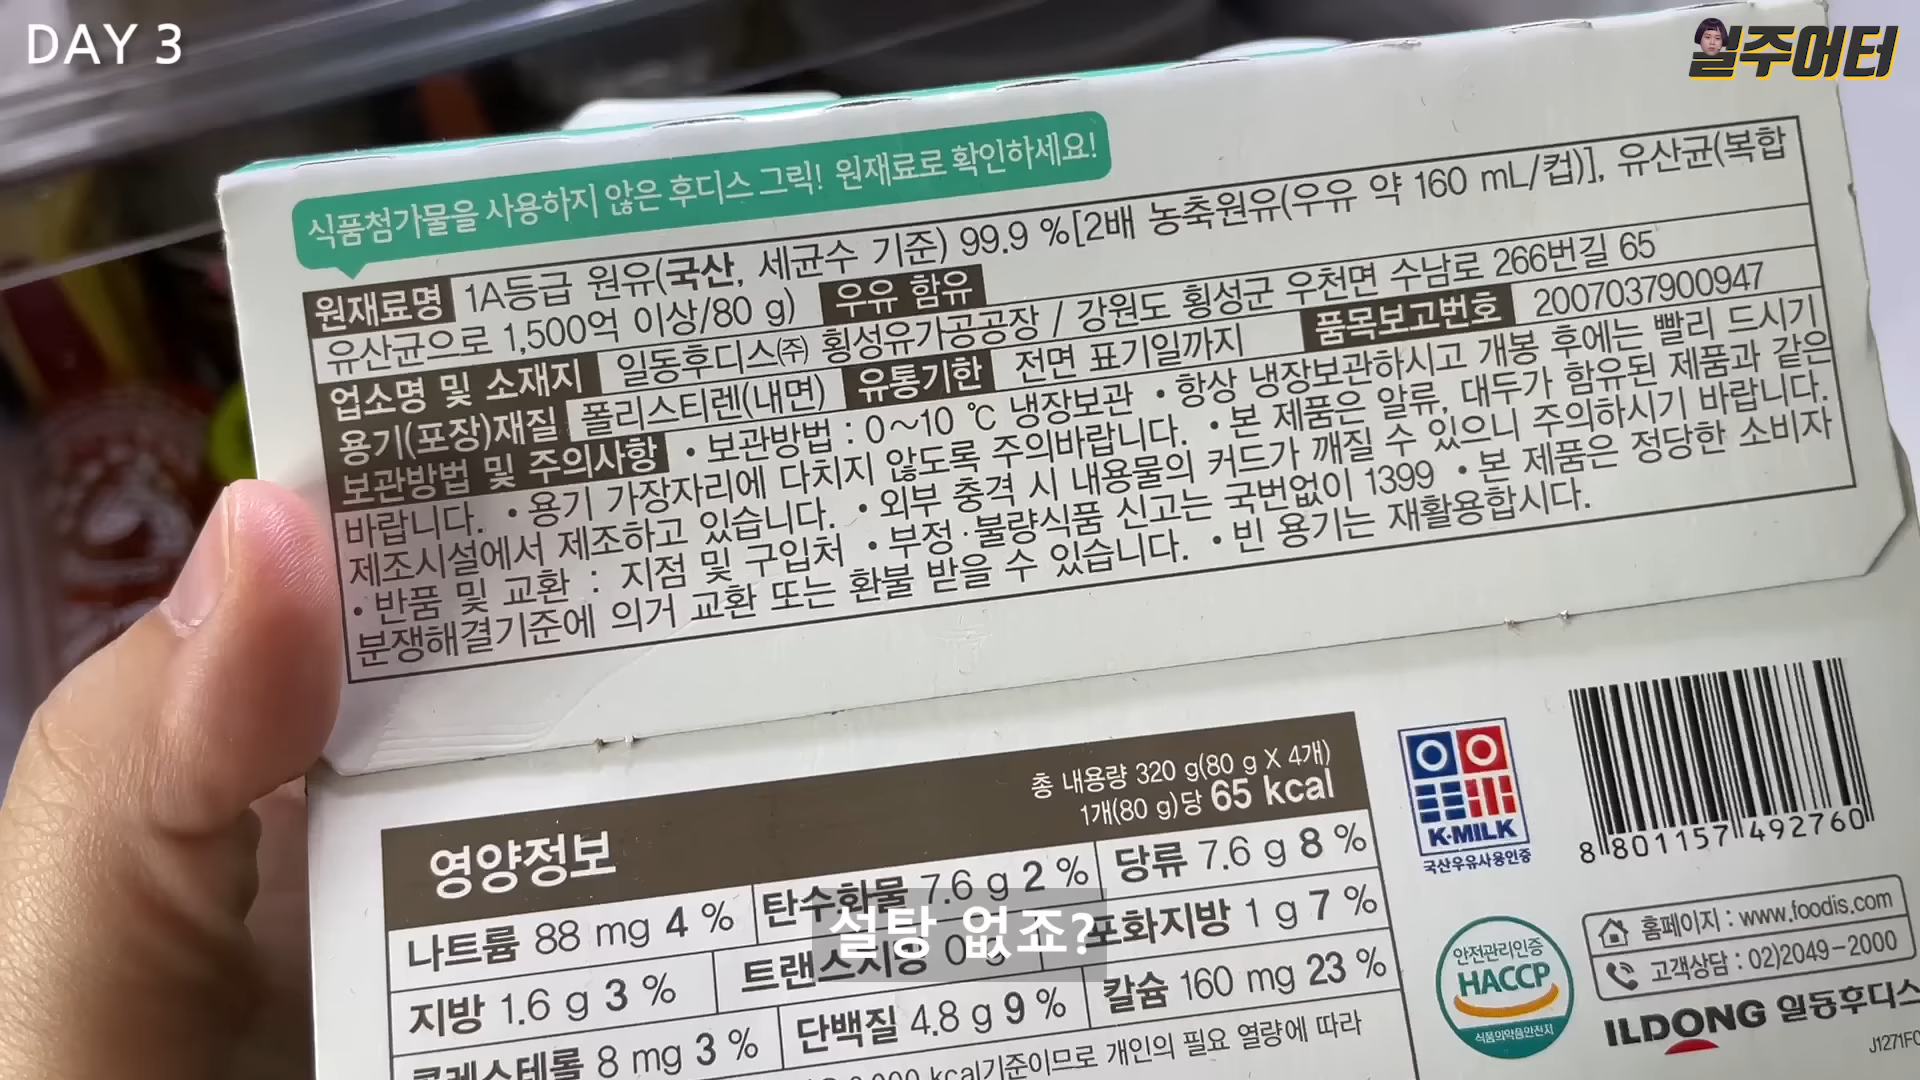 DAY 3
일주어터
식품첨가물을 사용하지 않은 후디스 그릭! 원재료로 확인하세요!
원재료명 1A등급 원유(국산, 세균수 기준) 99.9 %[2배 농축원유(우유 약 160 mL/컵)], 유산균(복합
유산균으로 1,500억 이상/80 g) 우유 함유
업소명 및 소재지 일동후디스㈜ 횡성유가공공장 / 강원도 횡성군 우천면 수남로 266번길 65
용기(포장)재질 폴리스티렌(내면) 유통기한 전면 표기일까지 품목보고번호 2007037900947
보관방법 및 주의사항 • 보관방법 : 0~10 ℃ 냉장보관 • 항상 냉장보관하시고 개봉 후에는 빨리 드시기
바랍니다. • 용기 가장자리에 다치지 않도록 주의바랍니다. • 본 제품은 알류, 대두가 함유된 제품과 같은
제조시설에서 제조하고 있습니다. • 외부 충격 시 내용물의 커드가 깨질 수 있으니 주의하시기 바랍니다.
• 반품 및 교환 : 지점 및 구입처 • 부정·불량식품 신고는 국번없이 1399 • 본 제품은 정당한 소비자
분쟁해결기준에 의거 교환 또는 환불 받을 수 있습니다. • 빈 용기는 재활용합시다.
영양정보
총 내용량 320 g(80 g X 4개)
1개(80 g)당 65 kcal
나트륨 88 mg 4 % 탄수화물 7.6 g 2 % 당류 7.6 g 8 %
지방 1.6 g 3 % 트랜스지방 0 g 포화지방 1 g 7 %
콜레스테롤 8 mg 3 % 단백질 4.8 g 9 % 칼슘 160 mg 23 %
kcal기준이므로 개인의 필요 열량에 따라
설탕 없죠?
K·MILK
국산우유사용인증
8 801157 492760
안전관리인증
HACCP
식품의약품안전처
홈페이지 : www.foodis.com
고객상담 : 02)2049-2000
ILDONG 일동후디스
J1271FC